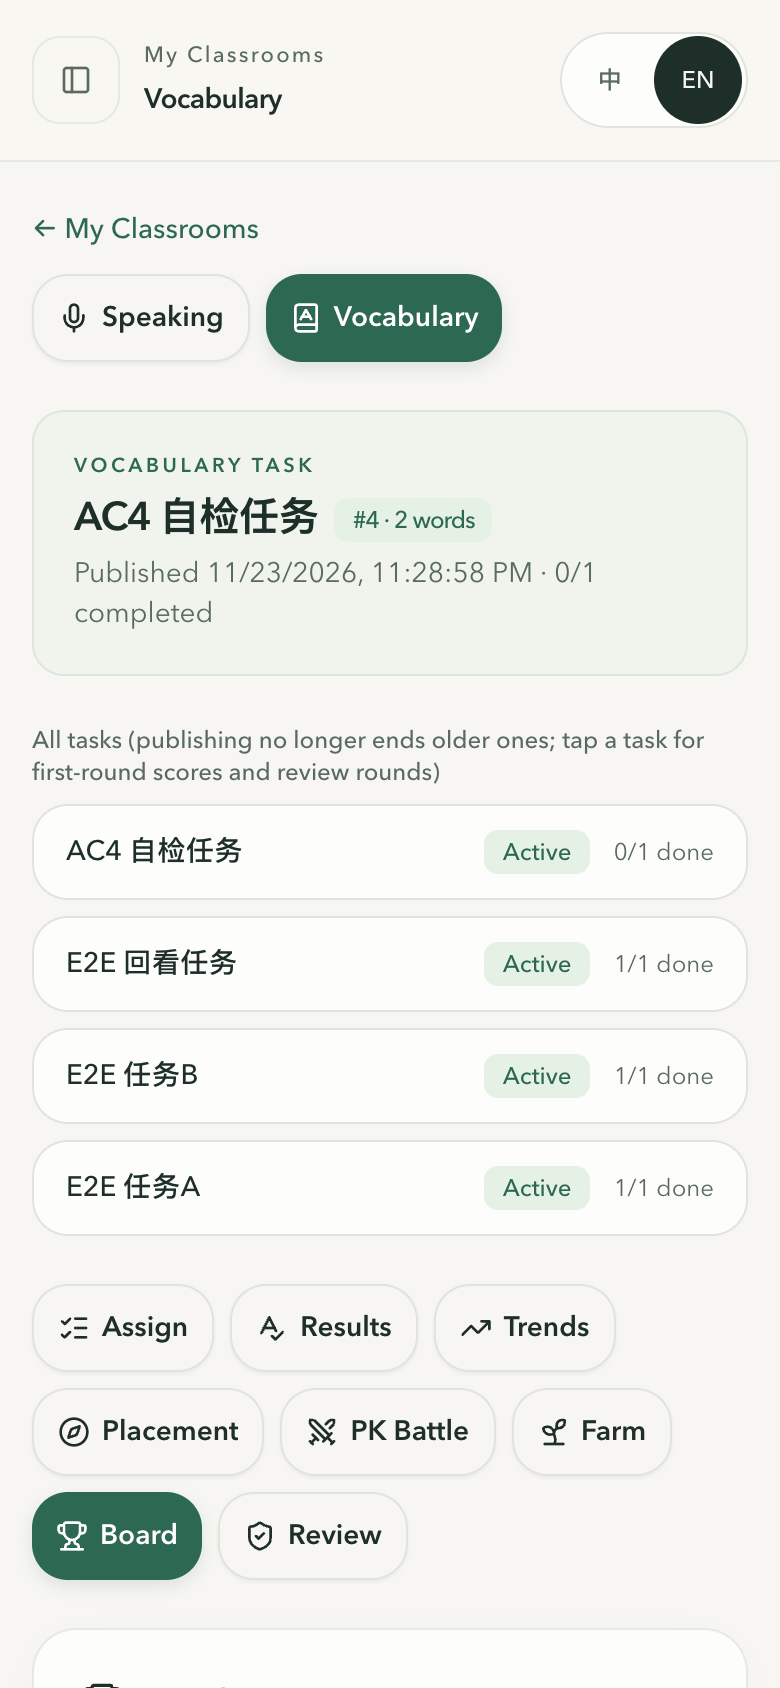 My Classrooms
Vocabulary
中
EN
← My Classrooms
Speaking
Vocabulary
VOCABULARY TASK
AC4 自检任务 #4 · 2 words
Published 11/23/2026, 11:28:58 PM · 0/1
completed
All tasks (publishing no longer ends older ones; tap a task for
first-round scores and review rounds)
AC4 自检任务 Active 0/1 done
E2E 回看任务 Active 1/1 done
E2E 任务B Active 1/1 done
E2E 任务A Active 1/1 done
Assign
Results
Trends
Placement
PK Battle
Farm
Board
Review